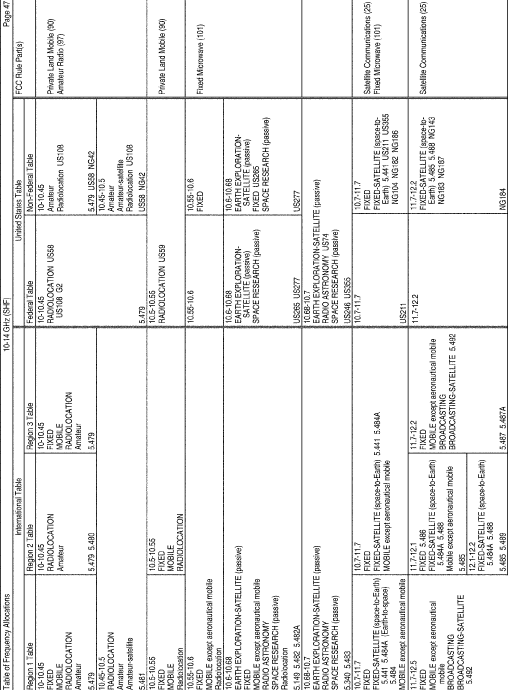 Table of Frequency Allocations
10-14 GHz (SHF)
Page 47
International Table
United States Table
FCC Rule Part(s)
Region 1 Table
Region 2 Table
Region 3 Table
Federal Table
Non-Federal Table
10-10.45
FIXED
MOBILE
RADIOLOCATION
Amateur
5.479
10-10.45
RADIOLOCATION
Amateur
5.479 5.480
10-10.45
FIXED
MOBILE
RADIOLOCATION
Amateur
5.479
10-10.45
RADIOLOCATION US58
US108 G2
5.479
10-10.45
Amateur
Radiolocation US108
5.479 US58 NG42
Private Land Mobile (90)
Amateur Radio (97)
10.45-10.5
RADIOLOCATION
Amateur
Amateur-satellite
5.481
10.45-10.5
Amateur
Amateur-satellite
Radiolocation US108
US58 NG42
10.5-10.55
FIXED
MOBILE
Radiolocation
10.5-10.55
FIXED
MOBILE
RADIOLOCATION
10.5-10.55
RADIOLOCATION US59
Private Land Mobile (90)
10.55-10.6
FIXED
MOBILE except aeronautical mobile
Radiolocation
10.55-10.6
10.55-10.6
FIXED
Fixed Microwave (101)
10.6-10.68
EARTH EXPLORATION-SATELLITE (passive)
FIXED
MOBILE except aeronautical mobile
RADIO ASTRONOMY
SPACE RESEARCH (passive)
Radiolocation
5.149 5.482 5.482A
10.6-10.68
EARTH EXPLORATION-
SATELLITE (passive)
SPACE RESEARCH (passive)
US265 US277
10.6-10.68
EARTH EXPLORATION-
SATELLITE (passive)
FIXED US265
SPACE RESEARCH (passive)
US277
10.68-10.7
EARTH EXPLORATION-SATELLITE (passive)
RADIO ASTRONOMY
SPACE RESEARCH (passive)
5.340 5.483
10.68-10.7
EARTH EXPLORATION-SATELLITE (passive)
RADIO ASTRONOMY US74
SPACE RESEARCH (passive)
US246 US355
10.7-11.7
FIXED
FIXED-SATELLITE (space-to-Earth)
5.441 5.484A (Earth-to-space)
5.484
MOBILE except aeronautical mobile
10.7-11.7
FIXED
FIXED-SATELLITE (space-to-Earth) 5.441 5.484A
MOBILE except aeronautical mobile
10.7-11.7
US211
10.7-11.7
FIXED
FIXED-SATELLITE (space-to-
Earth) 5.441 US211 US355
NG104 NG182 NG186
Satellite Communications (25)
Fixed Microwave (101)
11.7-12.5
FIXED
MOBILE except aeronautical
mobile
BROADCASTING
BROADCASTING-SATELLITE
5.492
11.7-12.1
FIXED 5.486
FIXED-SATELLITE (space-to-Earth)
5.484A 5.488
Mobile except aeronautical mobile
5.485
12.1-12.2
FIXED-SATELLITE (space-to-Earth)
5.484A 5.488
5.485 5.489
11.7-12.2
FIXED
MOBILE except aeronautical mobile
BROADCASTING
BROADCASTING-SATELLITE 5.492
5.487 5.487A
11.7-12.2
11.7-12.2
FIXED-SATELLITE (space-to-
Earth) 5.485 5.488 NG143
NG183 NG187
NG184
Satellite Communications (25)